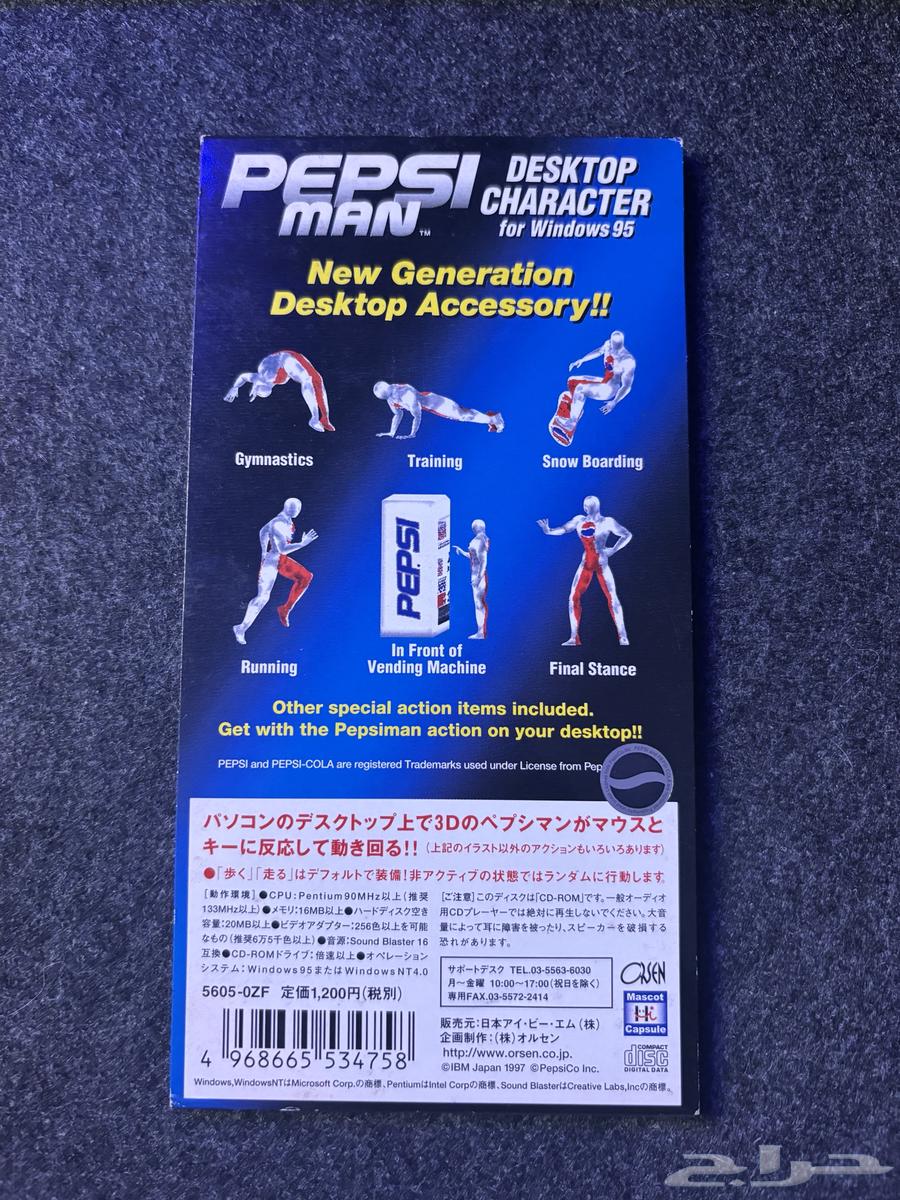 PEPSI
MAN™
DESKTOP
CHARACTER
for Windows 95
New Generation
Desktop Accessory!!
Gymnastics
Training
Snow Boarding
PEPSI
Running
In Front of
Vending Machine
Final Stance
Other special action items included.
Get with the Pepsiman action on your desktop!!
PEPSI and PEPSI-COLA are registered Trademarks used under License from
パソコンのデスクトップ上で3Dのペプシマンがマウスと
キーに反応して動き回る!!(上記のイラスト以外のアクションもいろいろあります)
●「歩く」「走る」はデフォルトで装備!非アクティブの状態ではランダムに行動します。
[動作環境]●CPU:Pentium90MHz以上(推奨
133MHz以上)●メモリ:16MB以上●ハードディスク空き
容量:20MB以上●ビデオアダプター:256色以上を可能
なもの(推奨6万5千色以上)●音源:Sound Blaster 16
互換●CD-ROMドライブ:倍速以上●オペレーション
システム:Windows95またはWindowsNT4.0
[ご注意]このディスクは「CD-ROM」です。一般オーディオ
用CDプレーヤーでは絶対に再生しないでください。大音
量によって耳に障害を被ったり、スピーカーを破損する
恐れがあります。
サポートデスク TEL.03-5563-6030
月〜金曜 10:00〜17:00(祝日を除く)
専用FAX.03-5572-2414
ORSEN
Mascot
Hi
Capsule
5605-0ZF 定価1,200円(税別)
4 968665 534758
販売元:日本アイ・ビー・エム(株)
企画制作:(株)オルセン
http://www.orsen.co.jp.
©IBM Japan 1997 ©PepsiCo Inc.
COMPACT
disc
DIGITAL DATA
Windows,WindowsNTはMicrosoft Corp.の商標、PentiumはIntel Corpの商標、Sound BlasterはCreative Labs,Incの商標。
حراج